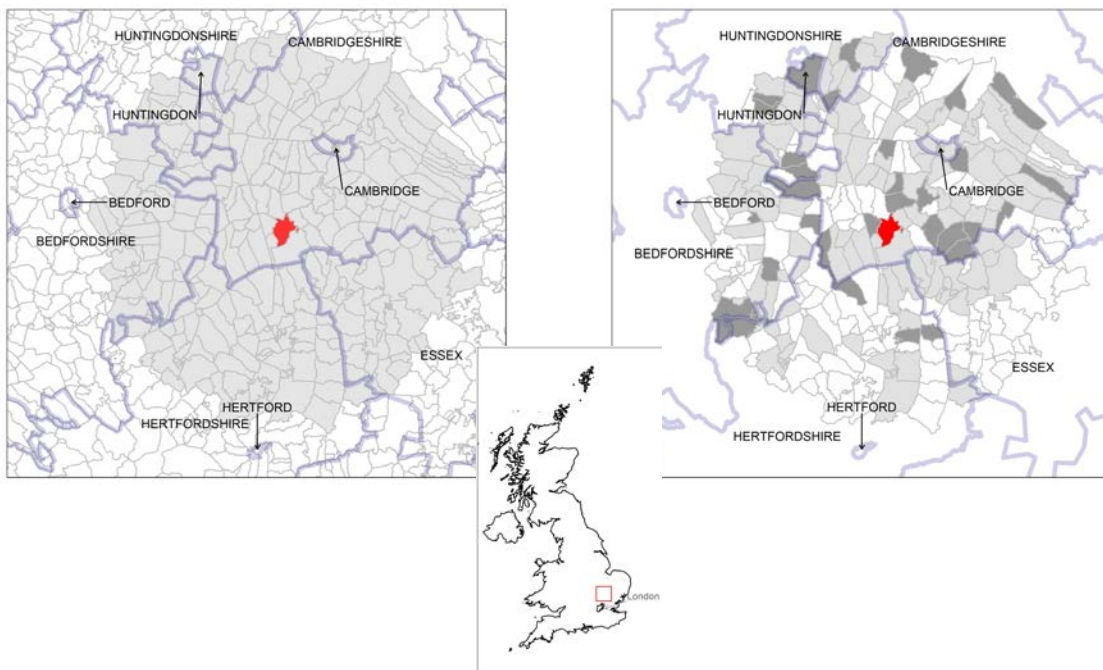 HUNTINGDONSHIRE
CAMBRIDGESHIRE
HUNTINGDON
CAMBRIDGE
BEDFORD
BEDFORDSHIRE
ESSEX
HERTFORD
HERTFORDSHIRE
HUNTINGDONSHIRE
CAMBRIDGESHIRE
HUNTINGDON
CAMBRIDGE
BEDFORD
BEDFORDSHIRE
ESSEX
HERTFORD
HERTFORDSHIRE
London